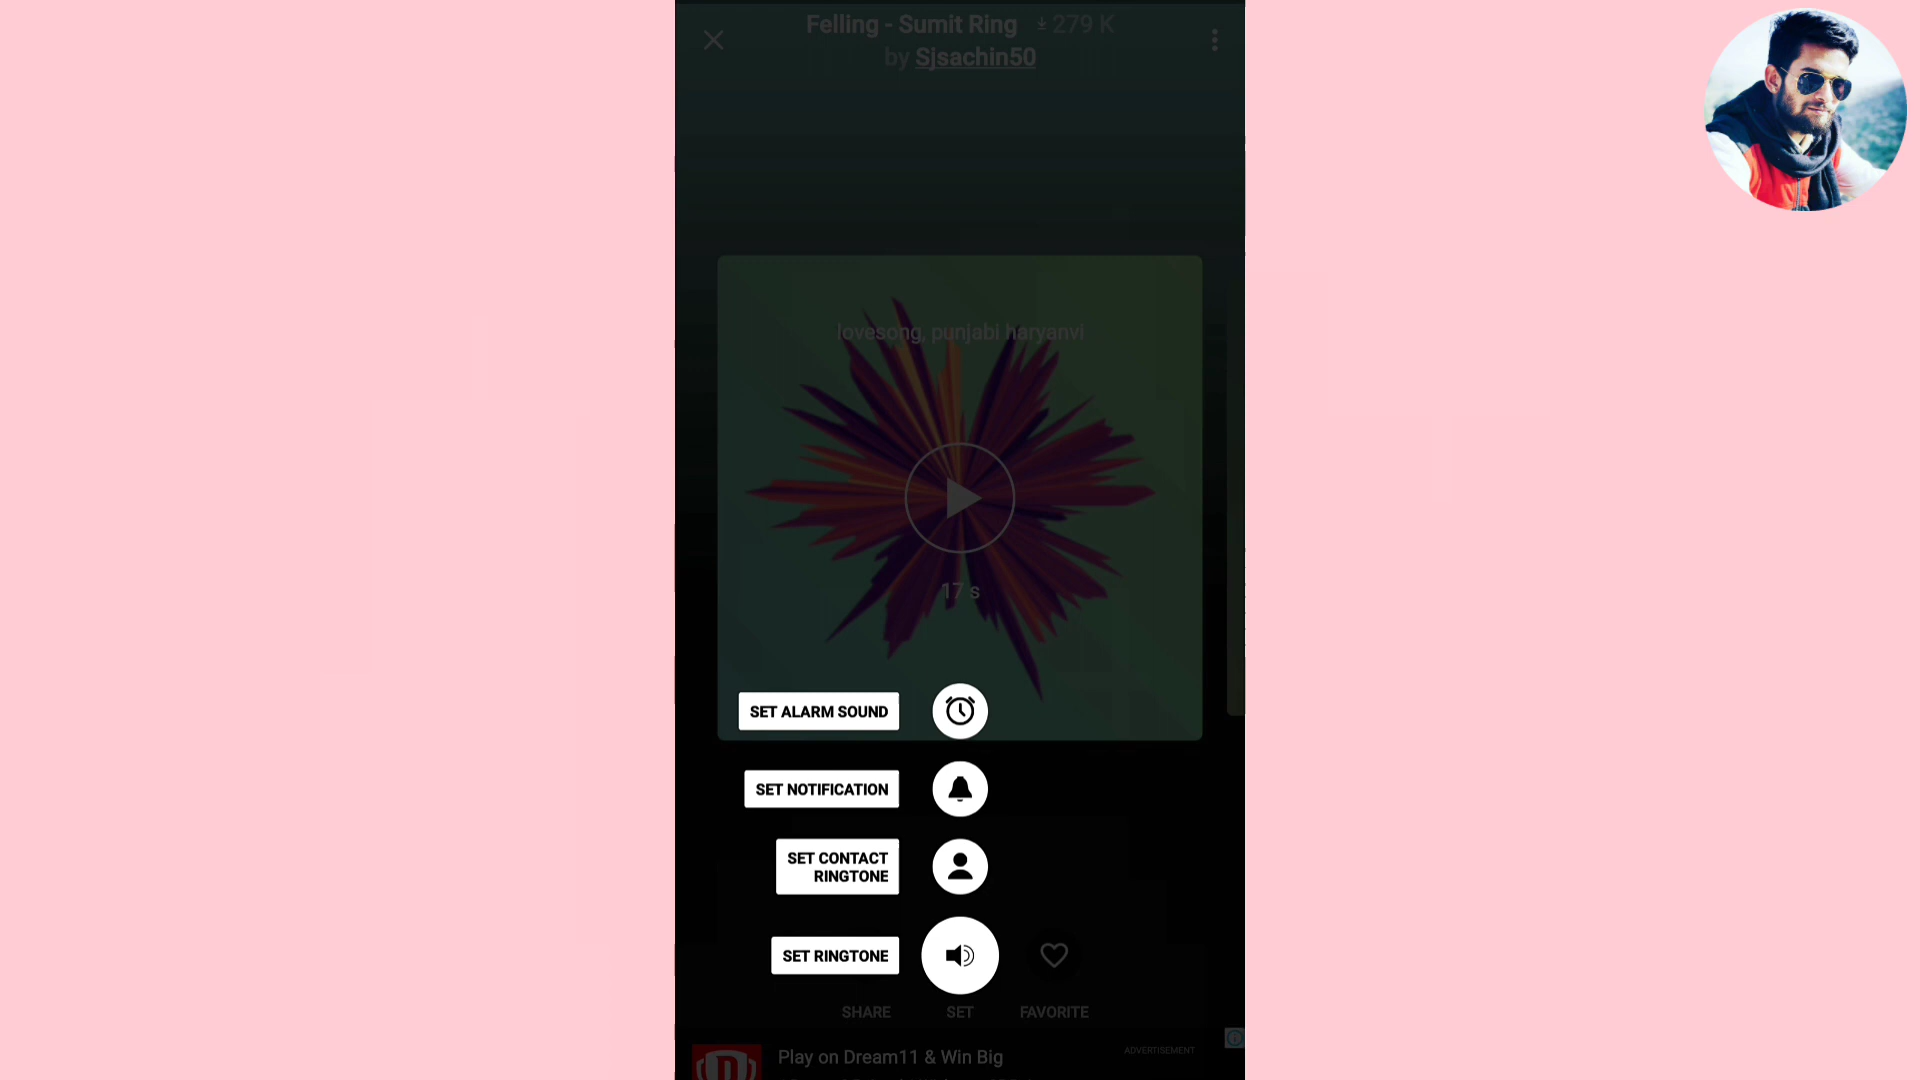 Felling - Sumit Ring 279 K
by Sjsachin50
lovesong, punjabi haryanvi
17 s
SET ALARM SOUND
SET NOTIFICATION
SET CONTACT
RINGTONE
SET RINGTONE
SHARE
SET
FAVORITE
Play on Dream11 & Win Big
ADVERTISEMENT